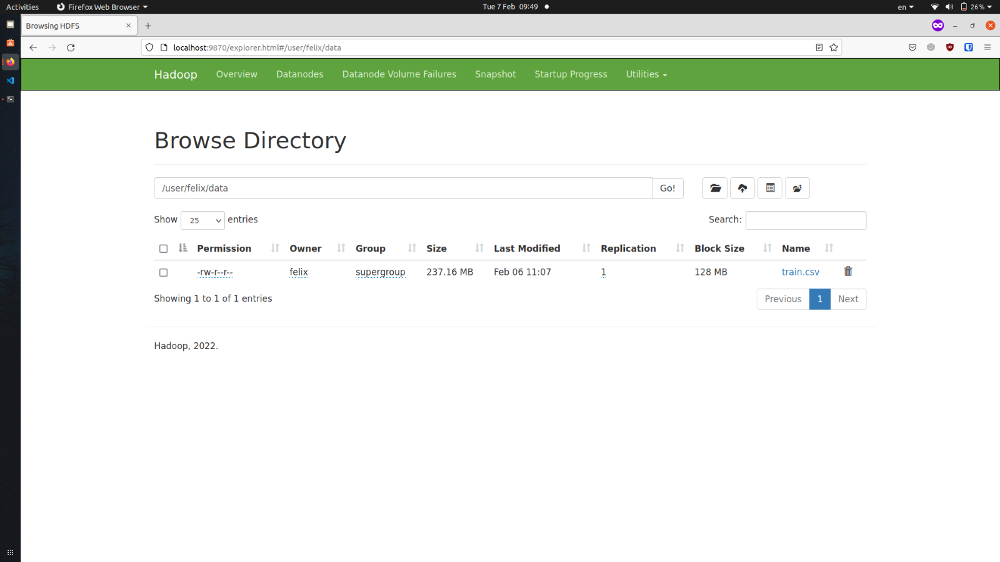 Activities Firefox Web Browser Tue 7 Feb 09:49 en 26%
Browsing HDFS
localhost:9870/explorer.html#/user/felix/data
Hadoop Overview Datanodes Datanode Volume Failures Snapshot Startup Progress Utilities
Browse Directory
/user/felix/data Go!
Show 25 entries Search:
Permission Owner Group Size Last Modified Replication Block Size Name
-rw-r--r-- felix supergroup 237.16 MB Feb 06 11:07 1 128 MB train.csv
Showing 1 to 1 of 1 entries Previous 1 Next
Hadoop, 2022.